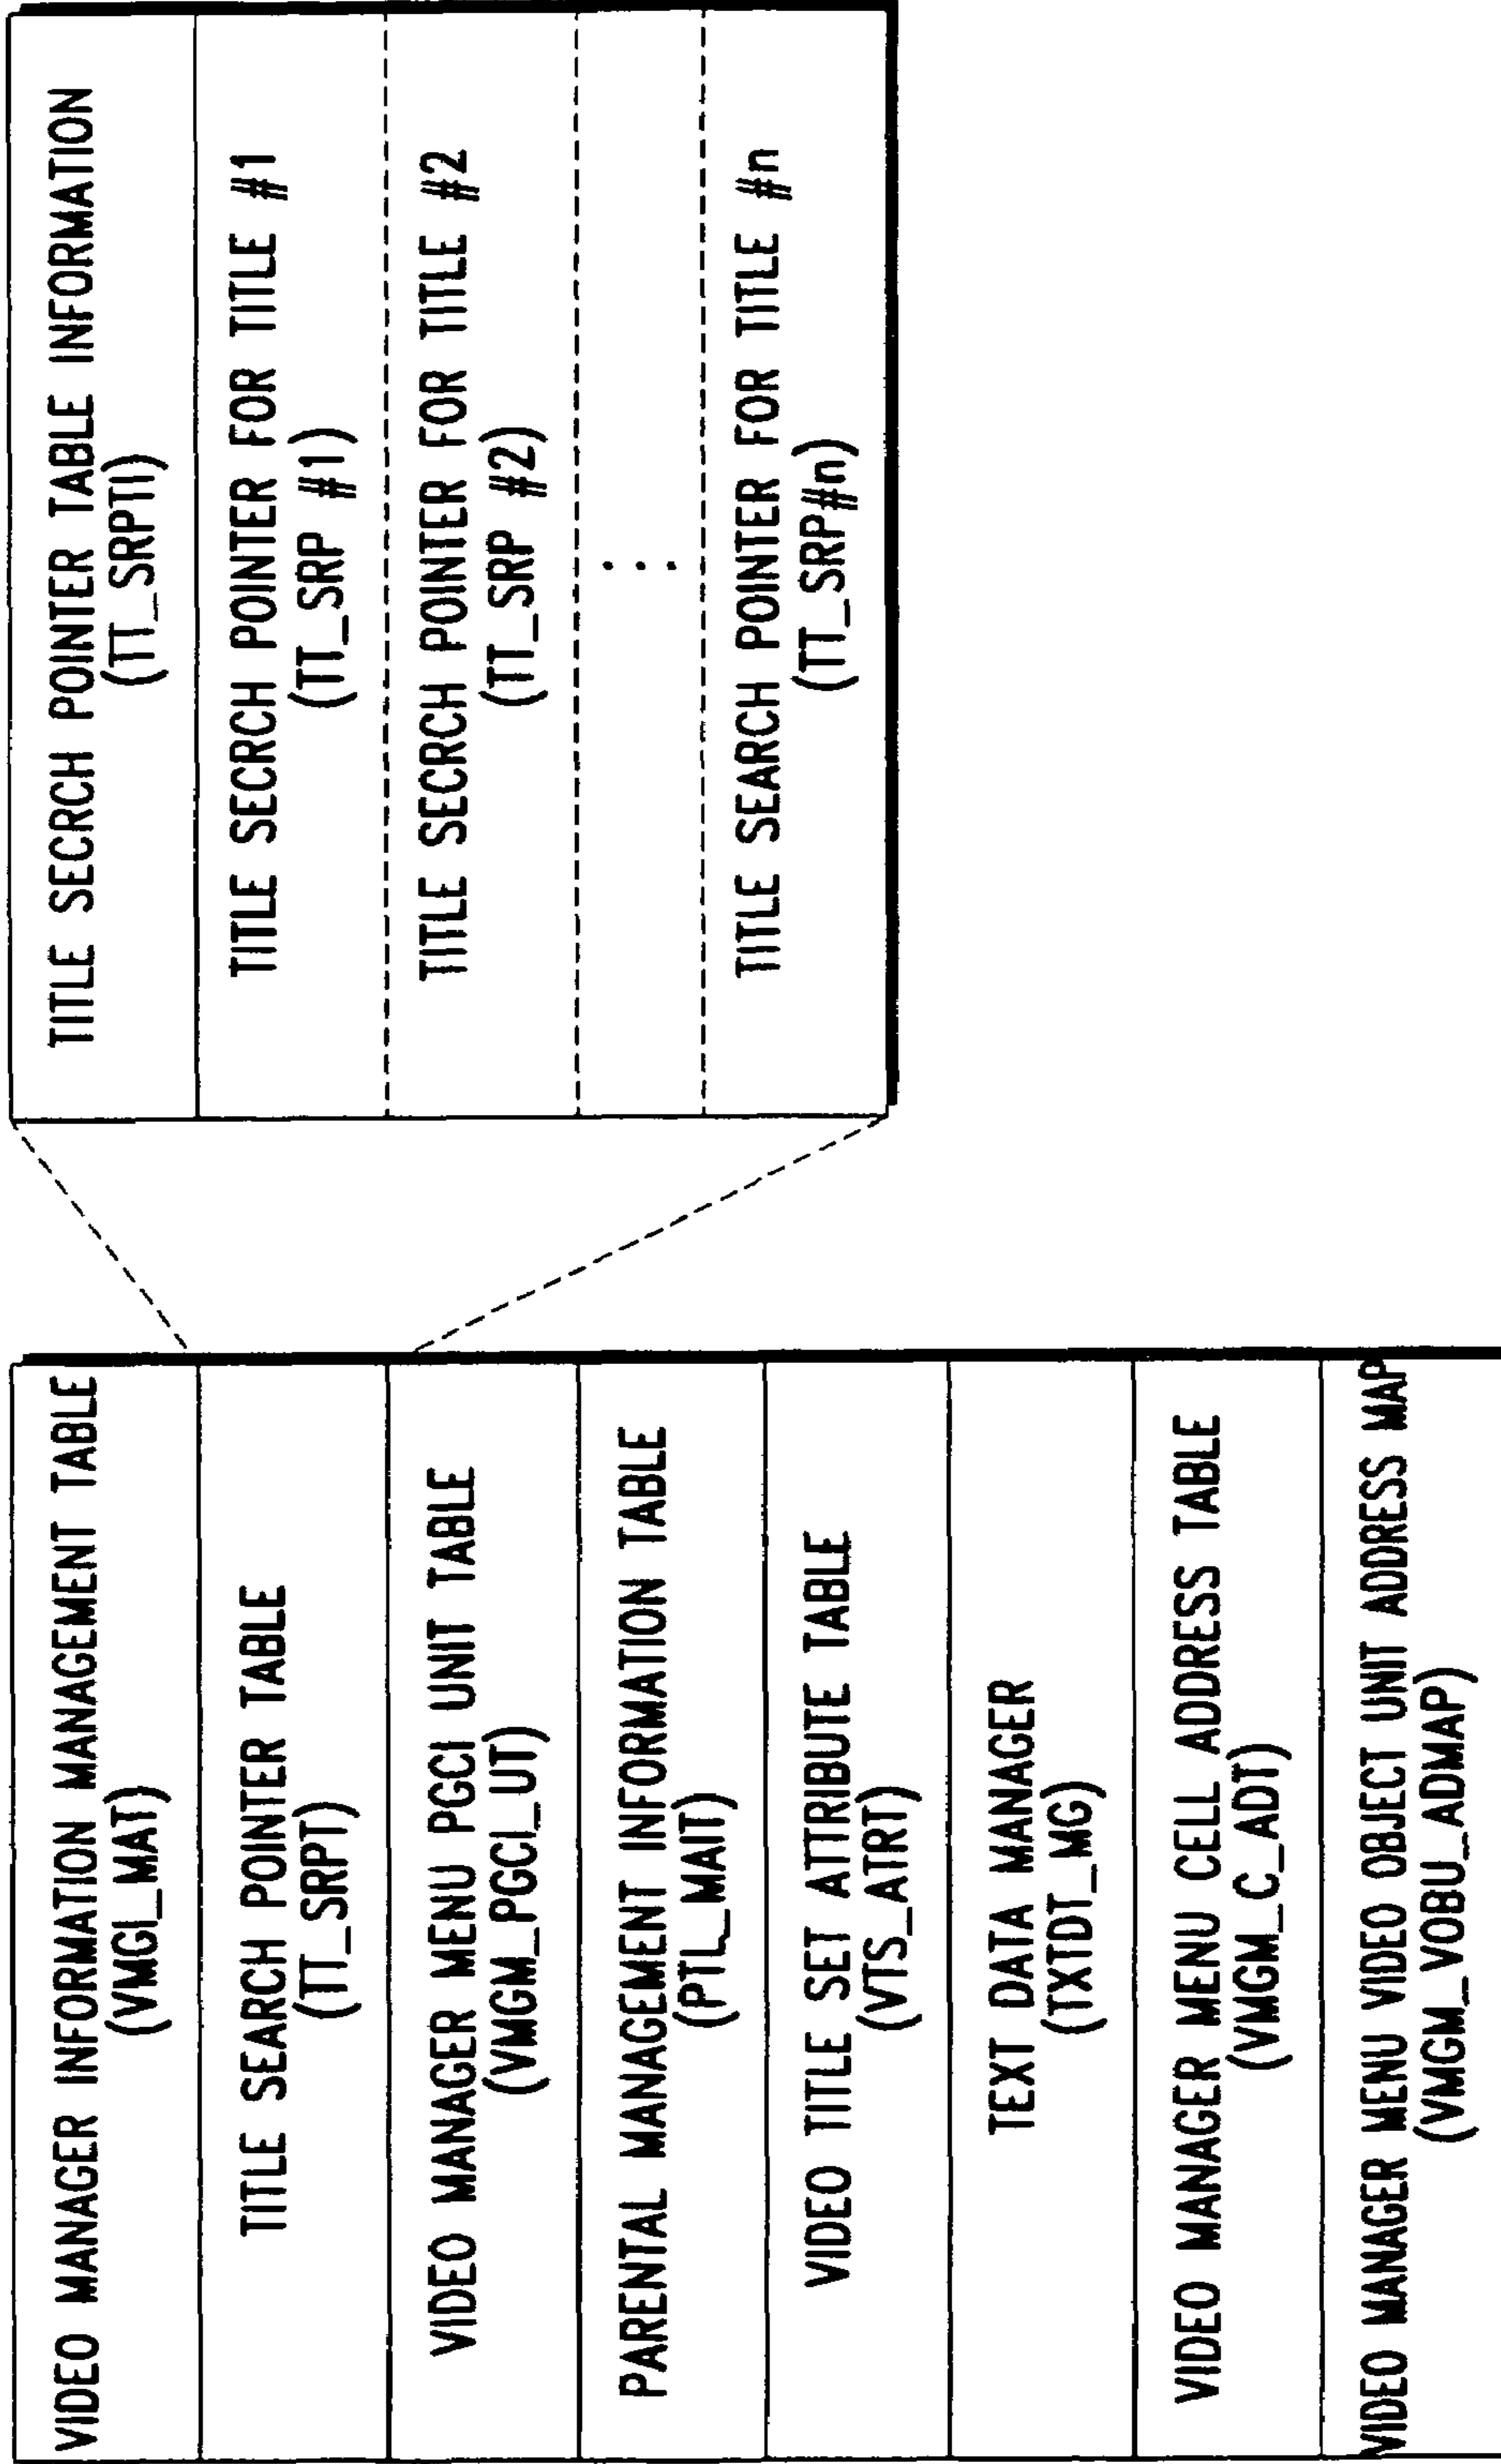 VIDEO MANAGER INFORMATION MANAGEMENT TABLE
(VMGI_MAT)
TITLE SEARCH POINTER TABLE
(TT_SRPT)
VIDEO MANAGER MENU PGCI UNIT TABLE
(VMGM_PGCI_UT)
PARENTAL MANAGEMENT INFORMATION TABLE
(PTL_MAIT)
VIDEO TITLE SET ATTRIBUTE TABLE
(VTS_ATRT)
TEXT DATA MANAGER
(TXTDT_MG)
VIDEO MANAGER MENU CELL ADDRESS TABLE
(VMGM_C_ADT)
VIDEO MANAGER MENU VIDEO OBJECT UNIT ADDRESS MAP
(VMGM_VOBU_ADMAP)
TITLE SECRCH POINTER TABLE INFORMATION
(TT_SRPTI)
TITLE SECRCH POINTER FOR TITLE #1
(TT_SRP #1)
TITLE SECRCH POINTER FOR TITLE #2
(TT_SRP #2)
...
TITLE SEARCH POINTER FOR TITLE #n
(TT_SRP#n)